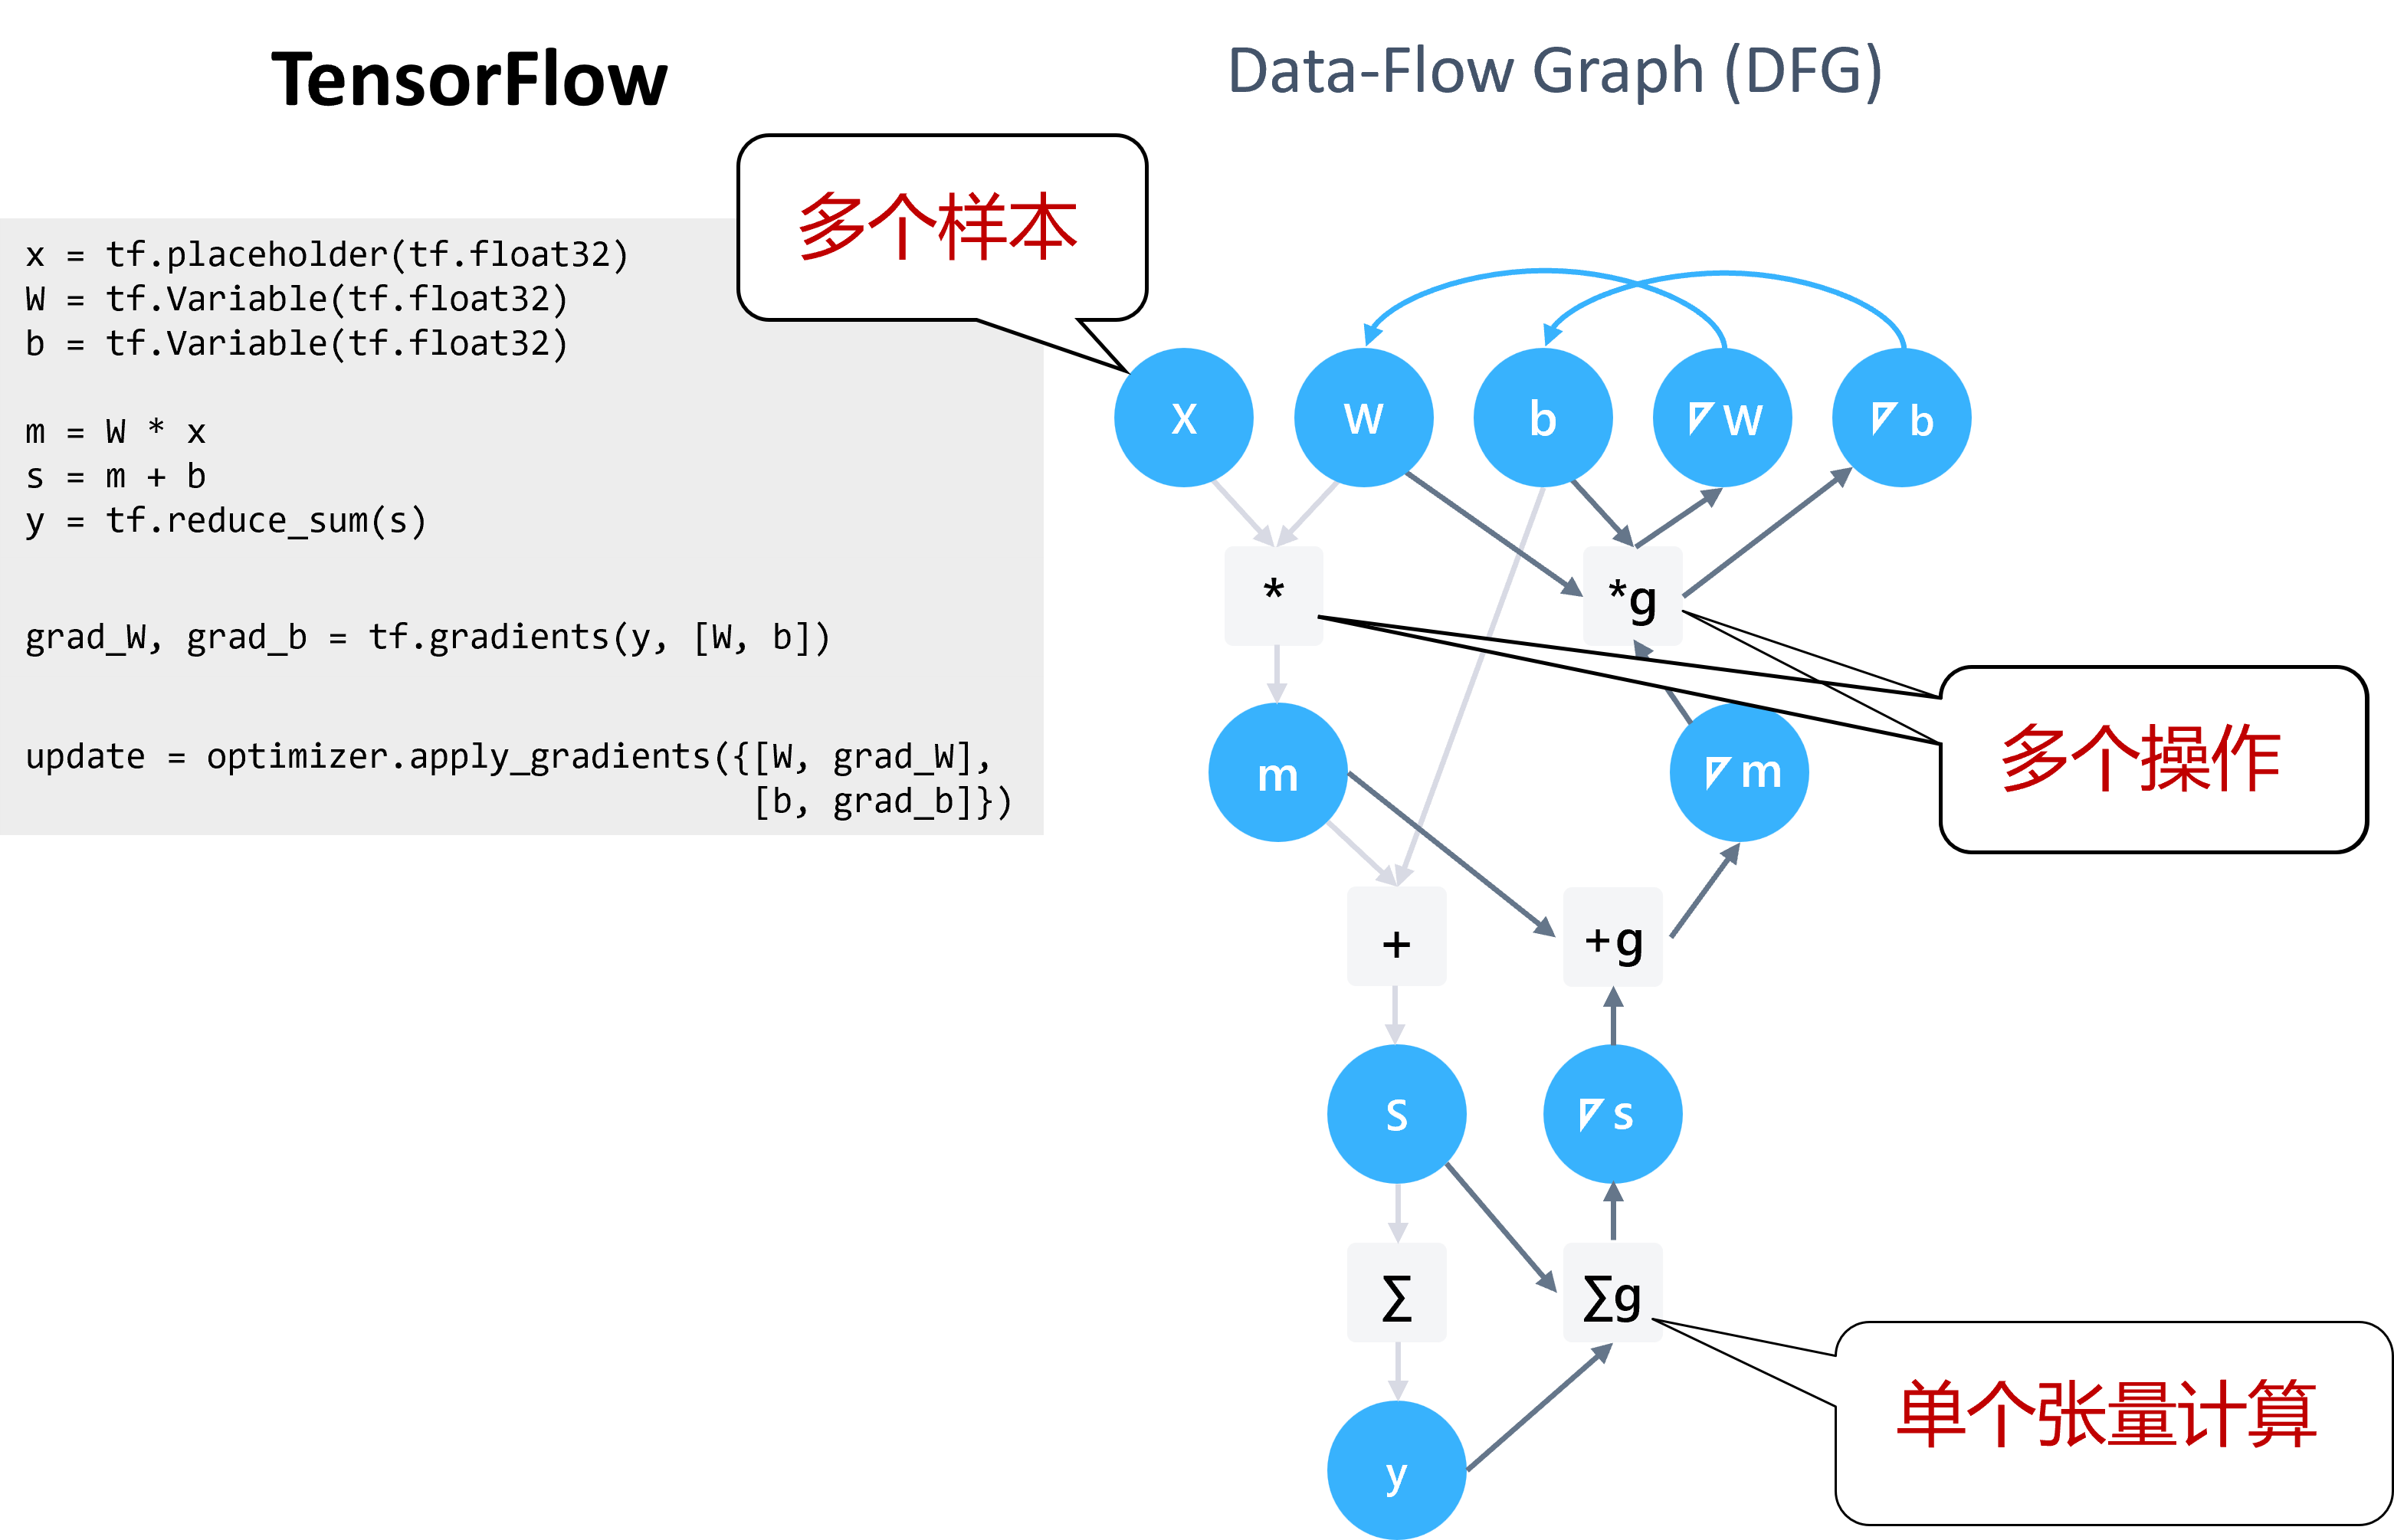 TensorFlow
Data-Flow Graph (DFG)
多个样本
x = tf.placeholder(tf.float32)
W = tf.Variable(tf.float32)
b = tf.Variable(tf.float32)
m = W * x
s = m + b
y = tf.reduce_sum(s)
grad_W, grad_b = tf.gradients(y, [W, b])
update = optimizer.apply_gradients({[W, grad_W],
[b, grad_b]})
X
W
b
∇W
∇b
*
*g
多个操作
m
∇m
+
+g
S
∇s
∑
∑g
单个张量计算
y